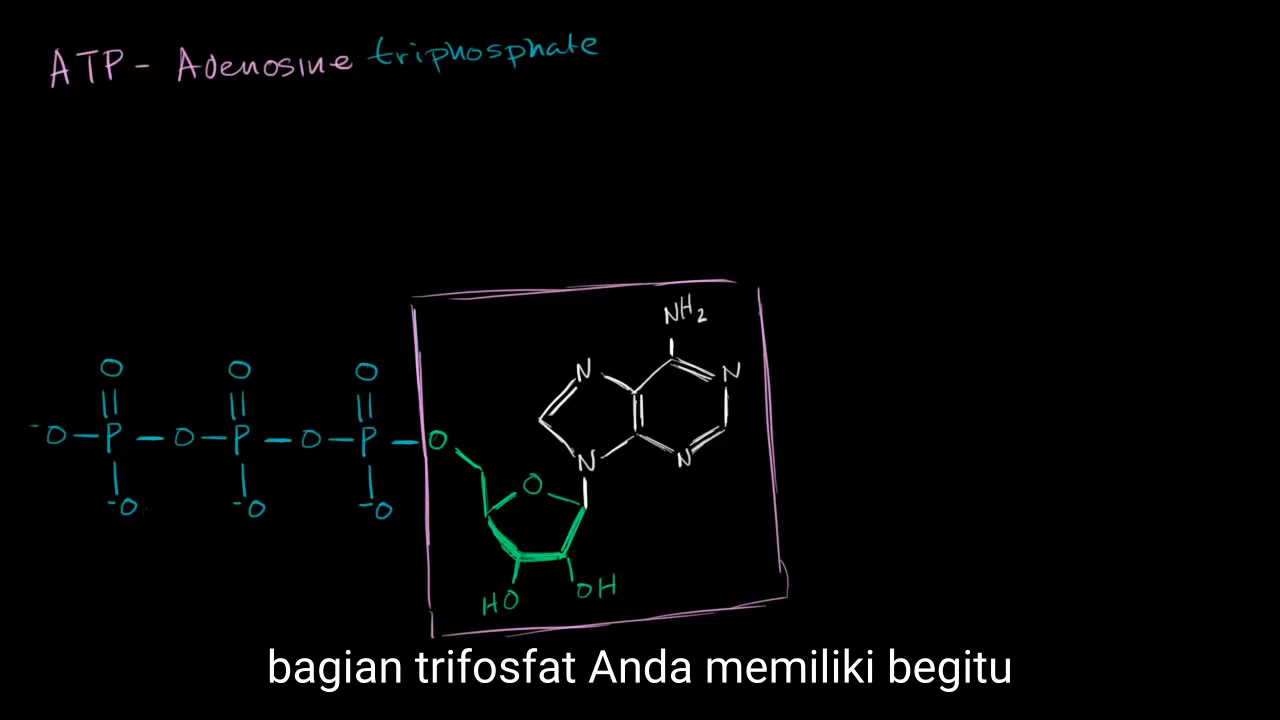 ATP - Adenosine triphosphate
NH₂
O O O N N
⁻O P O P O P O N N
⁻O ⁻O ⁻O O
HO OH
bagian trifosfat Anda memiliki begitu